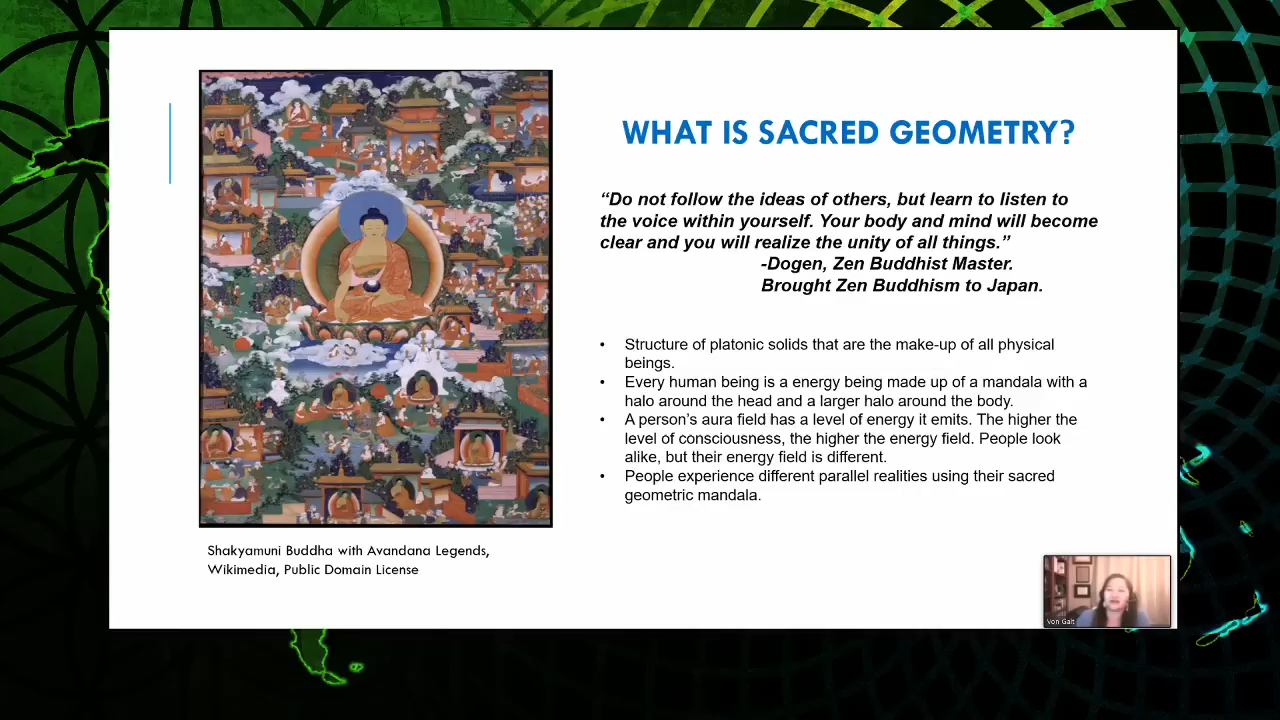 WHAT IS SACRED GEOMETRY?
“Do not follow the ideas of others, but learn to listen to
the voice within yourself. Your body and mind will become
clear and you will realize the unity of all things.”
-Dogen, Zen Buddhist Master.
Brought Zen Buddhism to Japan.
• Structure of platonic solids that are the make-up of all physical
beings.
• Every human being is a energy being made up of a mandala with a
halo around the head and a larger halo around the body.
• A person’s aura field has a level of energy it emits. The higher the
level of consciousness, the higher the energy field. People look
alike, but their energy field is different.
• People experience different parallel realities using their sacred
geometric mandala.
Shakyamuni Buddha with Avandana Legends,
Wikimedia, Public Domain License
Von Galt